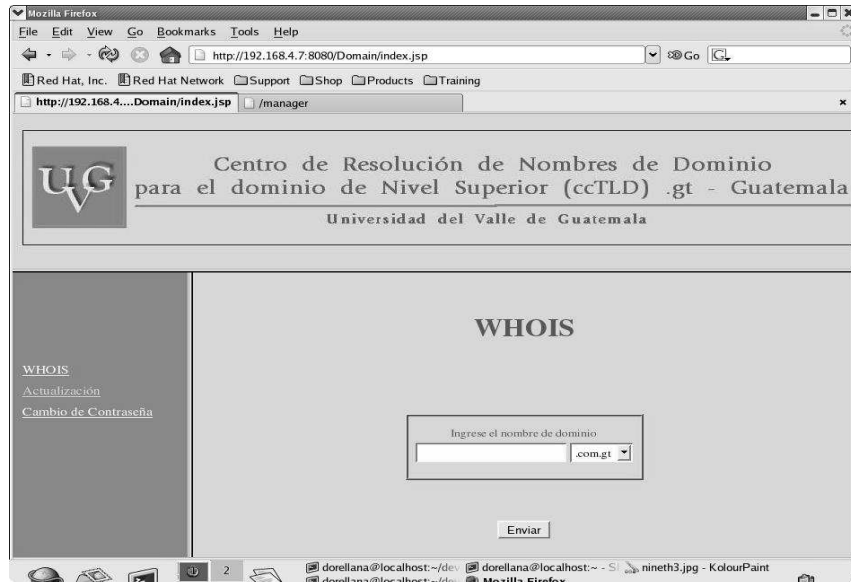 Mozilla Firefox
File Edit View Go Bookmarks Tools Help
http://192.168.4.7:8080/Domain/index.jsp Go G
Red Hat, Inc. Red Hat Network Support Shop Products Training
http://192.168.4....Domain/index.jsp /manager
UVG
Centro de Resolución de Nombres de Dominio
para el dominio de Nivel Superior (ccTLD) .gt - Guatemala
Universidad del Valle de Guatemala
WHOIS
WHOIS
Actualización
Cambio de Contraseña
Ingrese el nombre de dominio
.com.gt
Enviar
2
dorellana@localhost:~/dev dorellana@localhost:~ - S nineth3.jpg - KolourPaint
dorellana@localhost:~/dev Mozilla Firefox